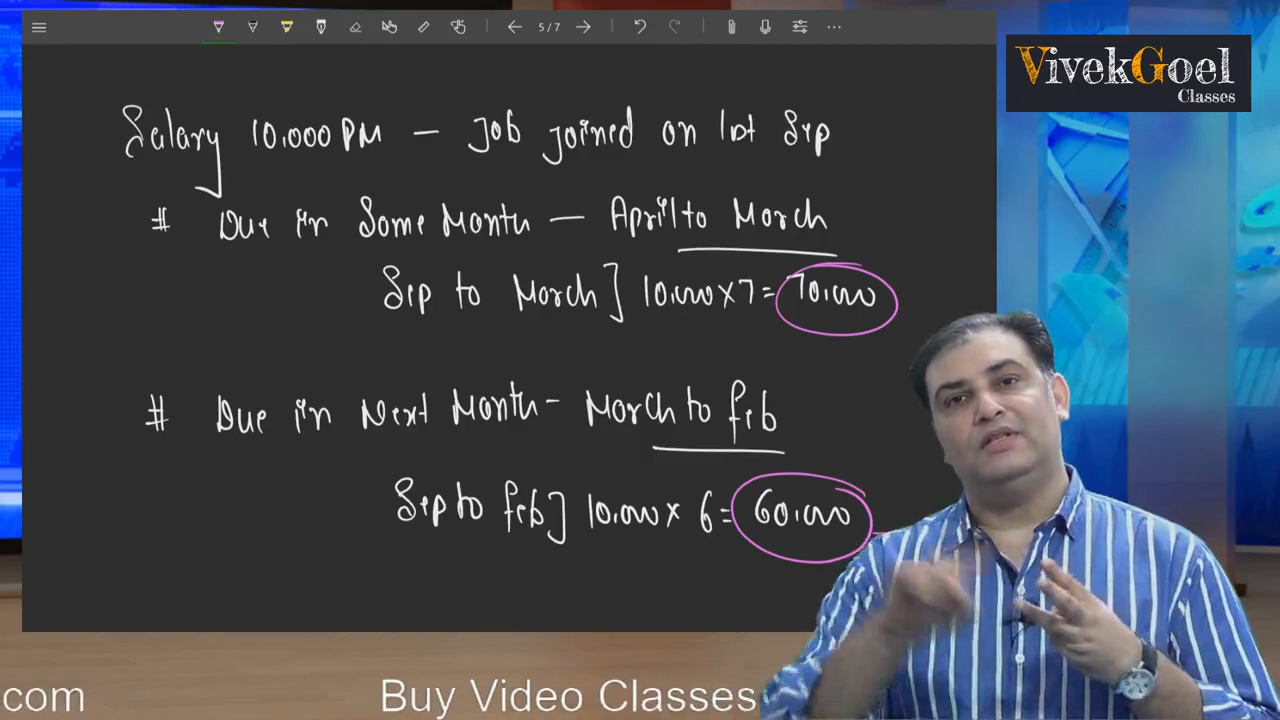 5/7
VivekGoel
Classes
Salary 10,000 PM – Job joined on 1st Sep
# Due in Same Month – April to March
Sep to March] 10,000 x 7 = 70,000
# Due in Next Month – March to Feb
Sep to Feb] 10,000 x 6 = 60,000
com Buy Video Classes